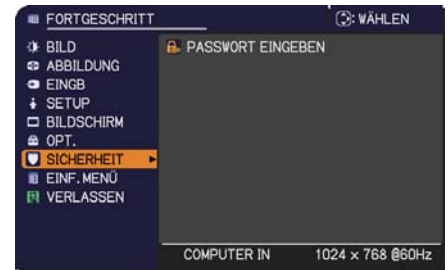 FORTGESCHRITT
: WÄHLEN
BILD
ABBILDUNG
EINGB
SETUP
BILDSCHIRM
OPT.
SICHERHEIT
EINF.MENÜ
VERLASSEN
PASSWORT EINGEBEN
COMPUTER IN 1024 x 768 @60Hz